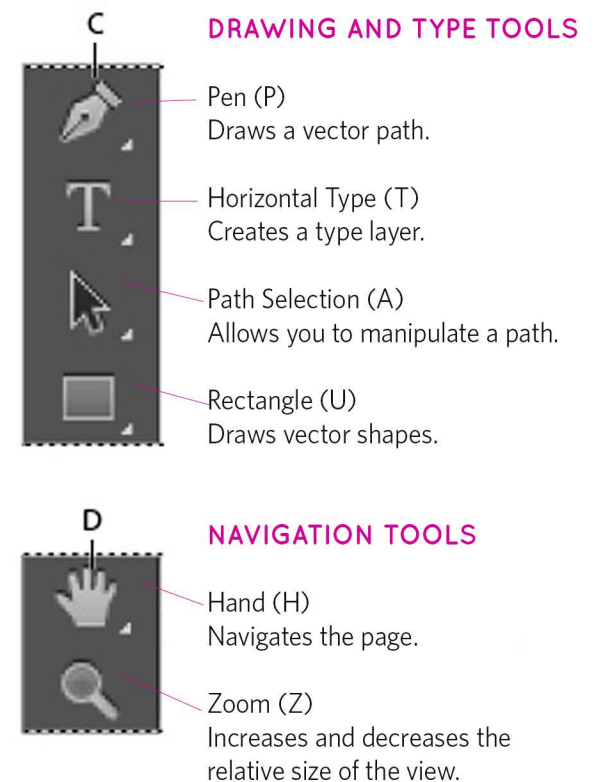 C
DRAWING AND TYPE TOOLS
Pen (P)
Draws a vector path.
T
Horizontal Type (T)
Creates a type layer.
Path Selection (A)
Allows you to manipulate a path.
Rectangle (U)
Draws vector shapes.
D
NAVIGATION TOOLS
Hand (H)
Navigates the page.
Zoom (Z)
Increases and decreases the
relative size of the view.